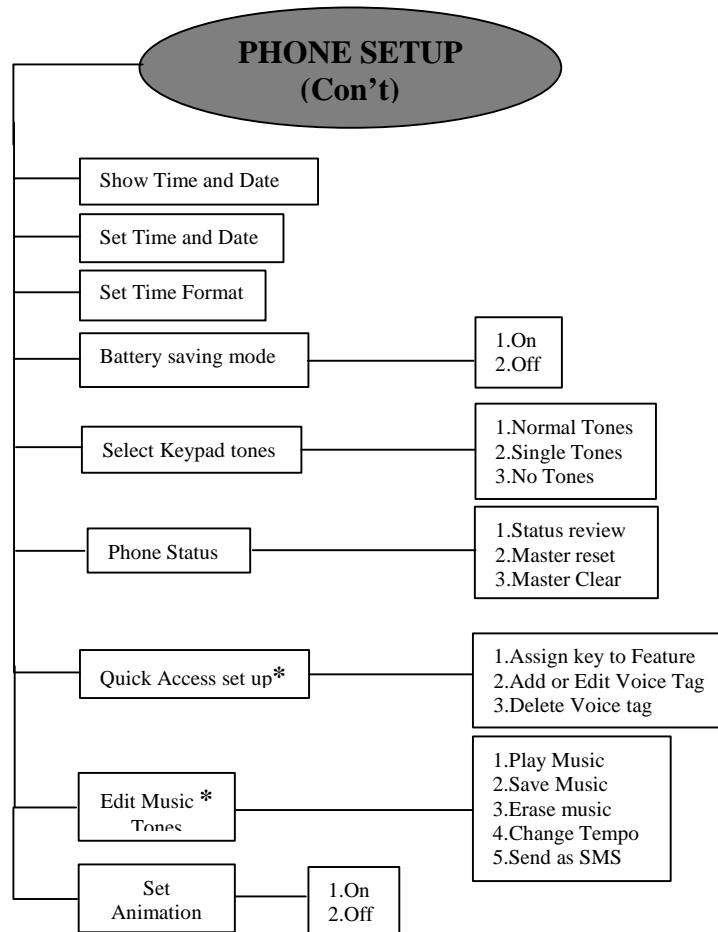 PHONE SETUP
(Con't)
Show Time and Date
Set Time and Date
Set Time Format
Battery saving mode
1.On
2.Off
Select Keypad tones
1.Normal Tones
2.Single Tones
3.No Tones
Phone Status
1.Status review
2.Master reset
3.Master Clear
Quick Access set up*
1.Assign key to Feature
2.Add or Edit Voice Tag
3.Delete Voice tag
Edit Music *
Tones
1.Play Music
2.Save Music
3.Erase music
4.Change Tempo
5.Send as SMS
Set
Animation
1.On
2.Off